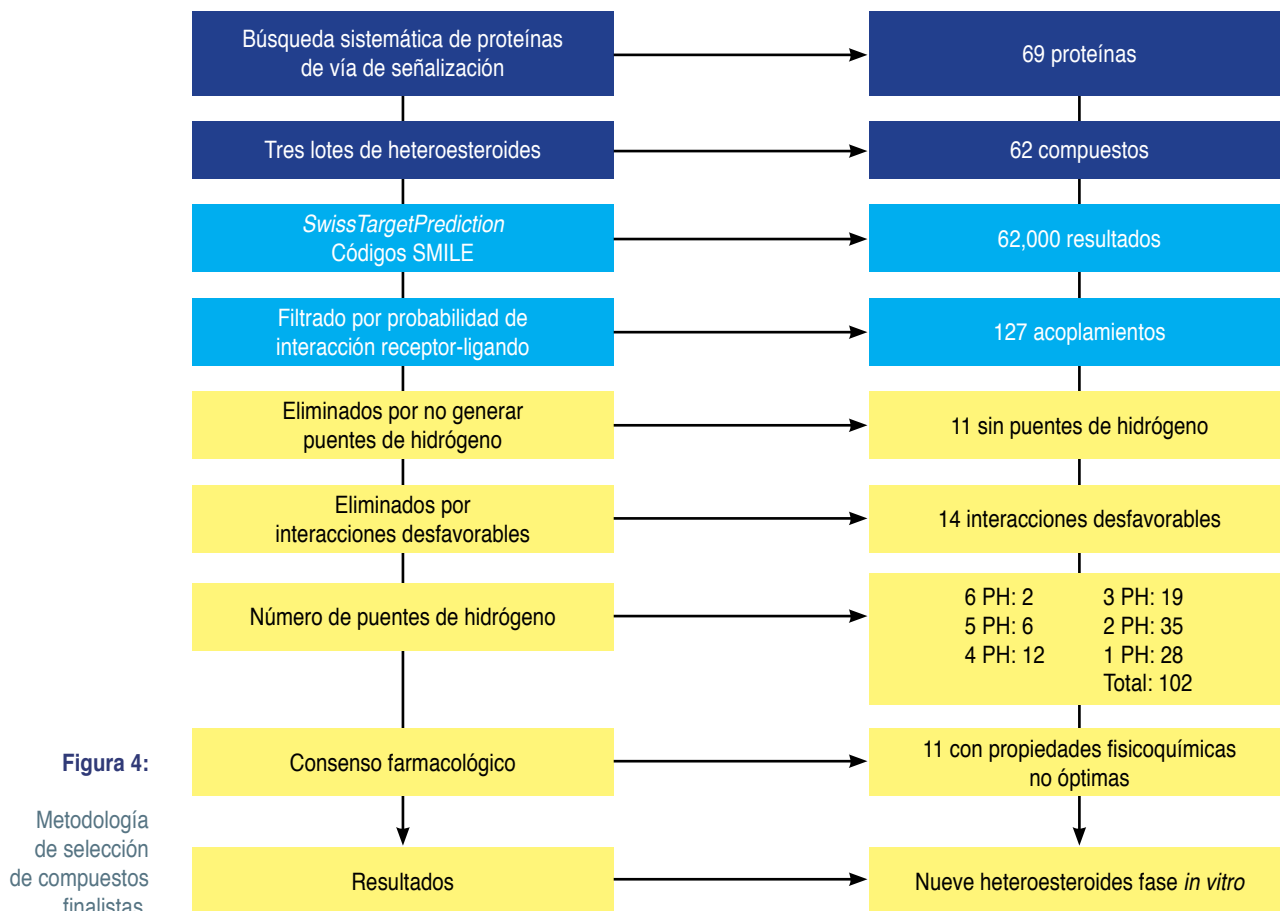 Búsqueda sistemática de proteínas
de vía de señalización
69 proteínas
Tres lotes de heteroesteroides
62 compuestos
SwissTargetPrediction
Códigos SMILE
62,000 resultados
Filtrado por probabilidad de
interacción receptor-ligando
127 acoplamientos
Eliminados por no generar
puentes de hidrógeno
11 sin puentes de hidrógeno
Eliminados por
interacciones desfavorables
14 interacciones desfavorables
Número de puentes de hidrógeno
6 PH: 2 3 PH: 19
5 PH: 6 2 PH: 35
4 PH: 12 1 PH: 28
Total: 102
Consenso farmacológico
11 con propiedades fisicoquímicas
no óptimas
Resultados
Nueve heteroesteroides fase in vitro
Figura 4:
Metodología
de selección
de compuestos
finalistas.